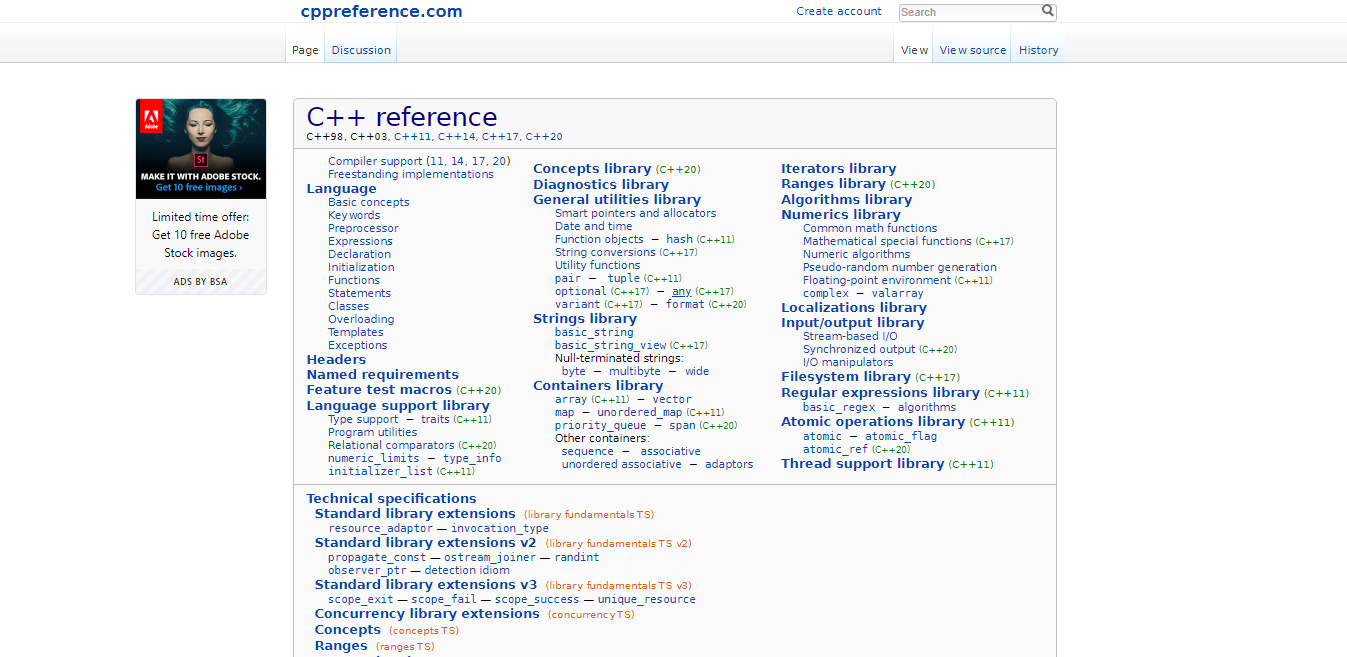 cppreference.com
Create account
Search
Page
Discussion
View
View source
History
Adobe
St
MAKE IT WITH ADOBE STOCK.
Get 10 free images ›
Limited time offer:
Get 10 free Adobe
Stock images.
ADS BY BSA
C++ reference
C++98, C++03, C++11, C++14, C++17, C++20
Compiler support (11, 14, 17, 20)
Freestanding implementations
Language
Basic concepts
Keywords
Preprocessor
Expressions
Declaration
Initialization
Functions
Statements
Classes
Overloading
Templates
Exceptions
Headers
Named requirements
Feature test macros (C++20)
Language support library
Type support − traits (C++11)
Program utilities
Relational comparators (C++20)
numeric_limits − type_info
initializer_list (C++11)
Concepts library (C++20)
Diagnostics library
General utilities library
Smart pointers and allocators
Date and time
Function objects − hash (C++11)
String conversions (C++17)
Utility functions
pair − tuple (C++11)
optional (C++17) − any (C++17)
variant (C++17) − format (C++20)
Strings library
basic_string
basic_string_view (C++17)
Null-terminated strings:
byte − multibyte − wide
Containers library
array (C++11) − vector
map − unordered_map (C++11)
priority_queue − span (C++20)
Other containers:
sequence − associative
unordered associative − adaptors
Iterators library
Ranges library (C++20)
Algorithms library
Numerics library
Common math functions
Mathematical special functions (C++17)
Numeric algorithms
Pseudo-random number generation
Floating-point environment (C++11)
complex − valarray
Localizations library
Input/output library
Stream-based I/O
Synchronized output (C++20)
I/O manipulators
Filesystem library (C++17)
Regular expressions library (C++11)
basic_regex − algorithms
Atomic operations library (C++11)
atomic − atomic_flag
atomic_ref (C++20)
Thread support library (C++11)
Technical specifications
Standard library extensions (library fundamentals TS)
resource_adaptor — invocation_type
Standard library extensions v2 (library fundamentals TS v2)
propagate_const — ostream_joiner — randint
observer_ptr — detection idiom
Standard library extensions v3 (library fundamentals TS v3)
scope_exit — scope_fail — scope_success — unique_resource
Concurrency library extensions (concurrency TS)
Concepts (concepts TS)
Ranges (ranges TS)